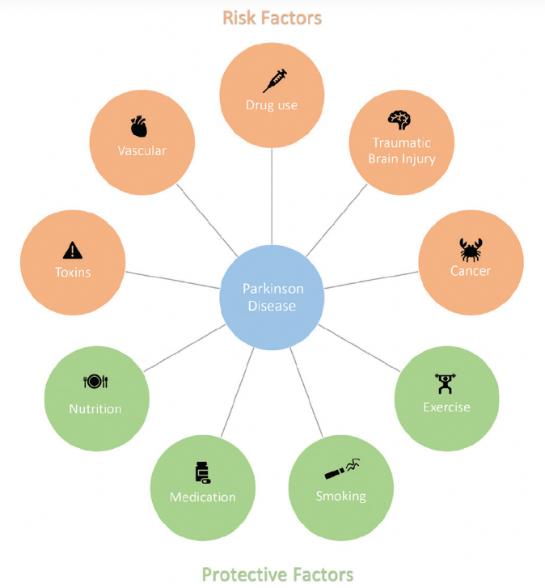 Risk Factors
Drug use
Vascular
Traumatic
Brain Injury
Toxins
Cancer
Parkinson
Disease
Nutrition
Exercise
Medication
Smoking
Protective Factors